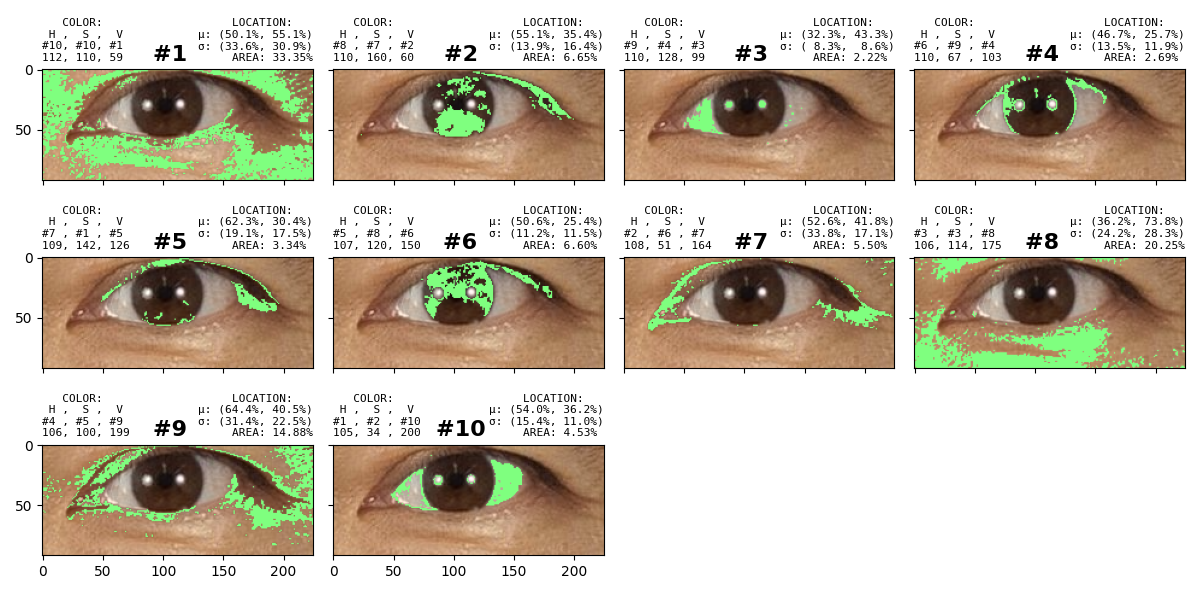 COLOR: LOCATION:
H , S , V μ: (50.1%, 55.1%)
#10, #10, #1 #1 σ: (33.6%, 30.9%)
112, 110, 59 AREA: 33.35%
COLOR: LOCATION:
H , S , V μ: (55.1%, 35.4%)
#8 , #7 , #2 #2 σ: (13.9%, 16.4%)
110, 160, 60 AREA: 6.65%
COLOR: LOCATION:
H , S , V μ: (32.3%, 43.3%)
#9 , #4 , #3 #3 σ: ( 8.3%, 8.6%)
110, 128, 99 AREA: 2.22%
COLOR: LOCATION:
H , S , V μ: (46.7%, 25.7%)
#6 , #9 , #4 #4 σ: (13.5%, 11.9%)
110, 67 , 103 AREA: 2.69%
0
50
COLOR: LOCATION:
H , S , V μ: (62.3%, 30.4%)
#7 , #1 , #5 #5 σ: (19.1%, 17.5%)
109, 142, 126 AREA: 3.34%
COLOR: LOCATION:
H , S , V μ: (50.6%, 25.4%)
#5 , #8 , #6 #6 σ: (11.2%, 11.5%)
107, 120, 150 AREA: 6.60%
COLOR: LOCATION:
H , S , V μ: (52.6%, 41.8%)
#2 , #6 , #7 #7 σ: (33.8%, 17.1%)
108, 51 , 164 AREA: 5.50%
COLOR: LOCATION:
H , S , V μ: (36.2%, 73.8%)
#3 , #3 , #8 #8 σ: (24.2%, 28.3%)
106, 114, 175 AREA: 20.25%
0
50
COLOR: LOCATION:
H , S , V μ: (64.4%, 40.5%)
#4 , #5 , #9 #9 σ: (31.4%, 22.5%)
106, 100, 199 AREA: 14.88%
COLOR: LOCATION:
H , S , V μ: (54.0%, 36.2%)
#1 , #2 , #10 #10 σ: (15.4%, 11.0%)
105, 34 , 200 AREA: 4.53%
0
50
0 50 100 150 200
0 50 100 150 200